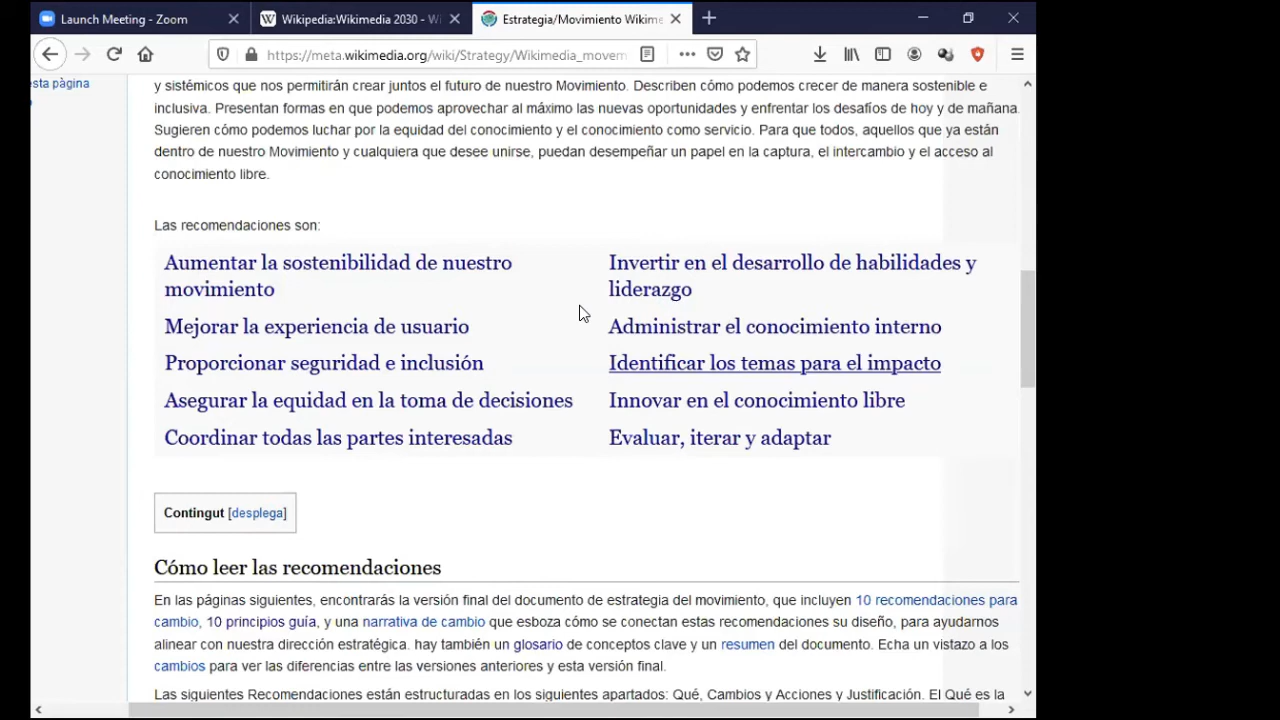 Launch Meeting - Zoom
Wikipedia:Wikimedia 2030 - Wi
Estrategia/Movimiento Wikime
https://meta.wikimedia.org/wiki/Strategy/Wikimedia_movem
esta pàgina
y sistémicos que nos permitirán crear juntos el futuro de nuestro Movimiento. Describen cómo podemos crecer de manera sostenible e
inclusiva. Presentan formas en que podemos aprovechar al máximo las nuevas oportunidades y enfrentar los desafíos de hoy y de mañana.
Sugieren cómo podemos luchar por la equidad del conocimiento y el conocimiento como servicio. Para que todos, aquellos que ya están
dentro de nuestro Movimiento y cualquiera que desee unirse, puedan desempeñar un papel en la captura, el intercambio y el acceso al
conocimiento libre.
Las recomendaciones son:
Aumentar la sostenibilidad de nuestro
movimiento
Mejorar la experiencia de usuario
Proporcionar seguridad e inclusión
Asegurar la equidad en la toma de decisiones
Coordinar todas las partes interesadas
Invertir en el desarrollo de habilidades y
liderazgo
Administrar el conocimiento interno
Identificar los temas para el impacto
Innovar en el conocimiento libre
Evaluar, iterar y adaptar
Contingut [desplega]
Cómo leer las recomendaciones
En las páginas siguientes, encontrarás la versión final del documento de estrategia del movimiento, que incluyen 10 recomendaciones para
cambio, 10 principios guía, y una narrativa de cambio que esboza cómo se conectan estas recomendaciones su diseño, para ayudarnos
alinear con nuestra dirección estratégica. hay también un glosario de conceptos clave y un resumen del documento. Echa un vistazo a los
cambios para ver las diferencias entre las versiones anteriores y esta versión final.
Las siguientes Recomendaciones están estructuradas en los siguientes apartados: Qué, Cambios y Acciones y Justificación. El Qué es la